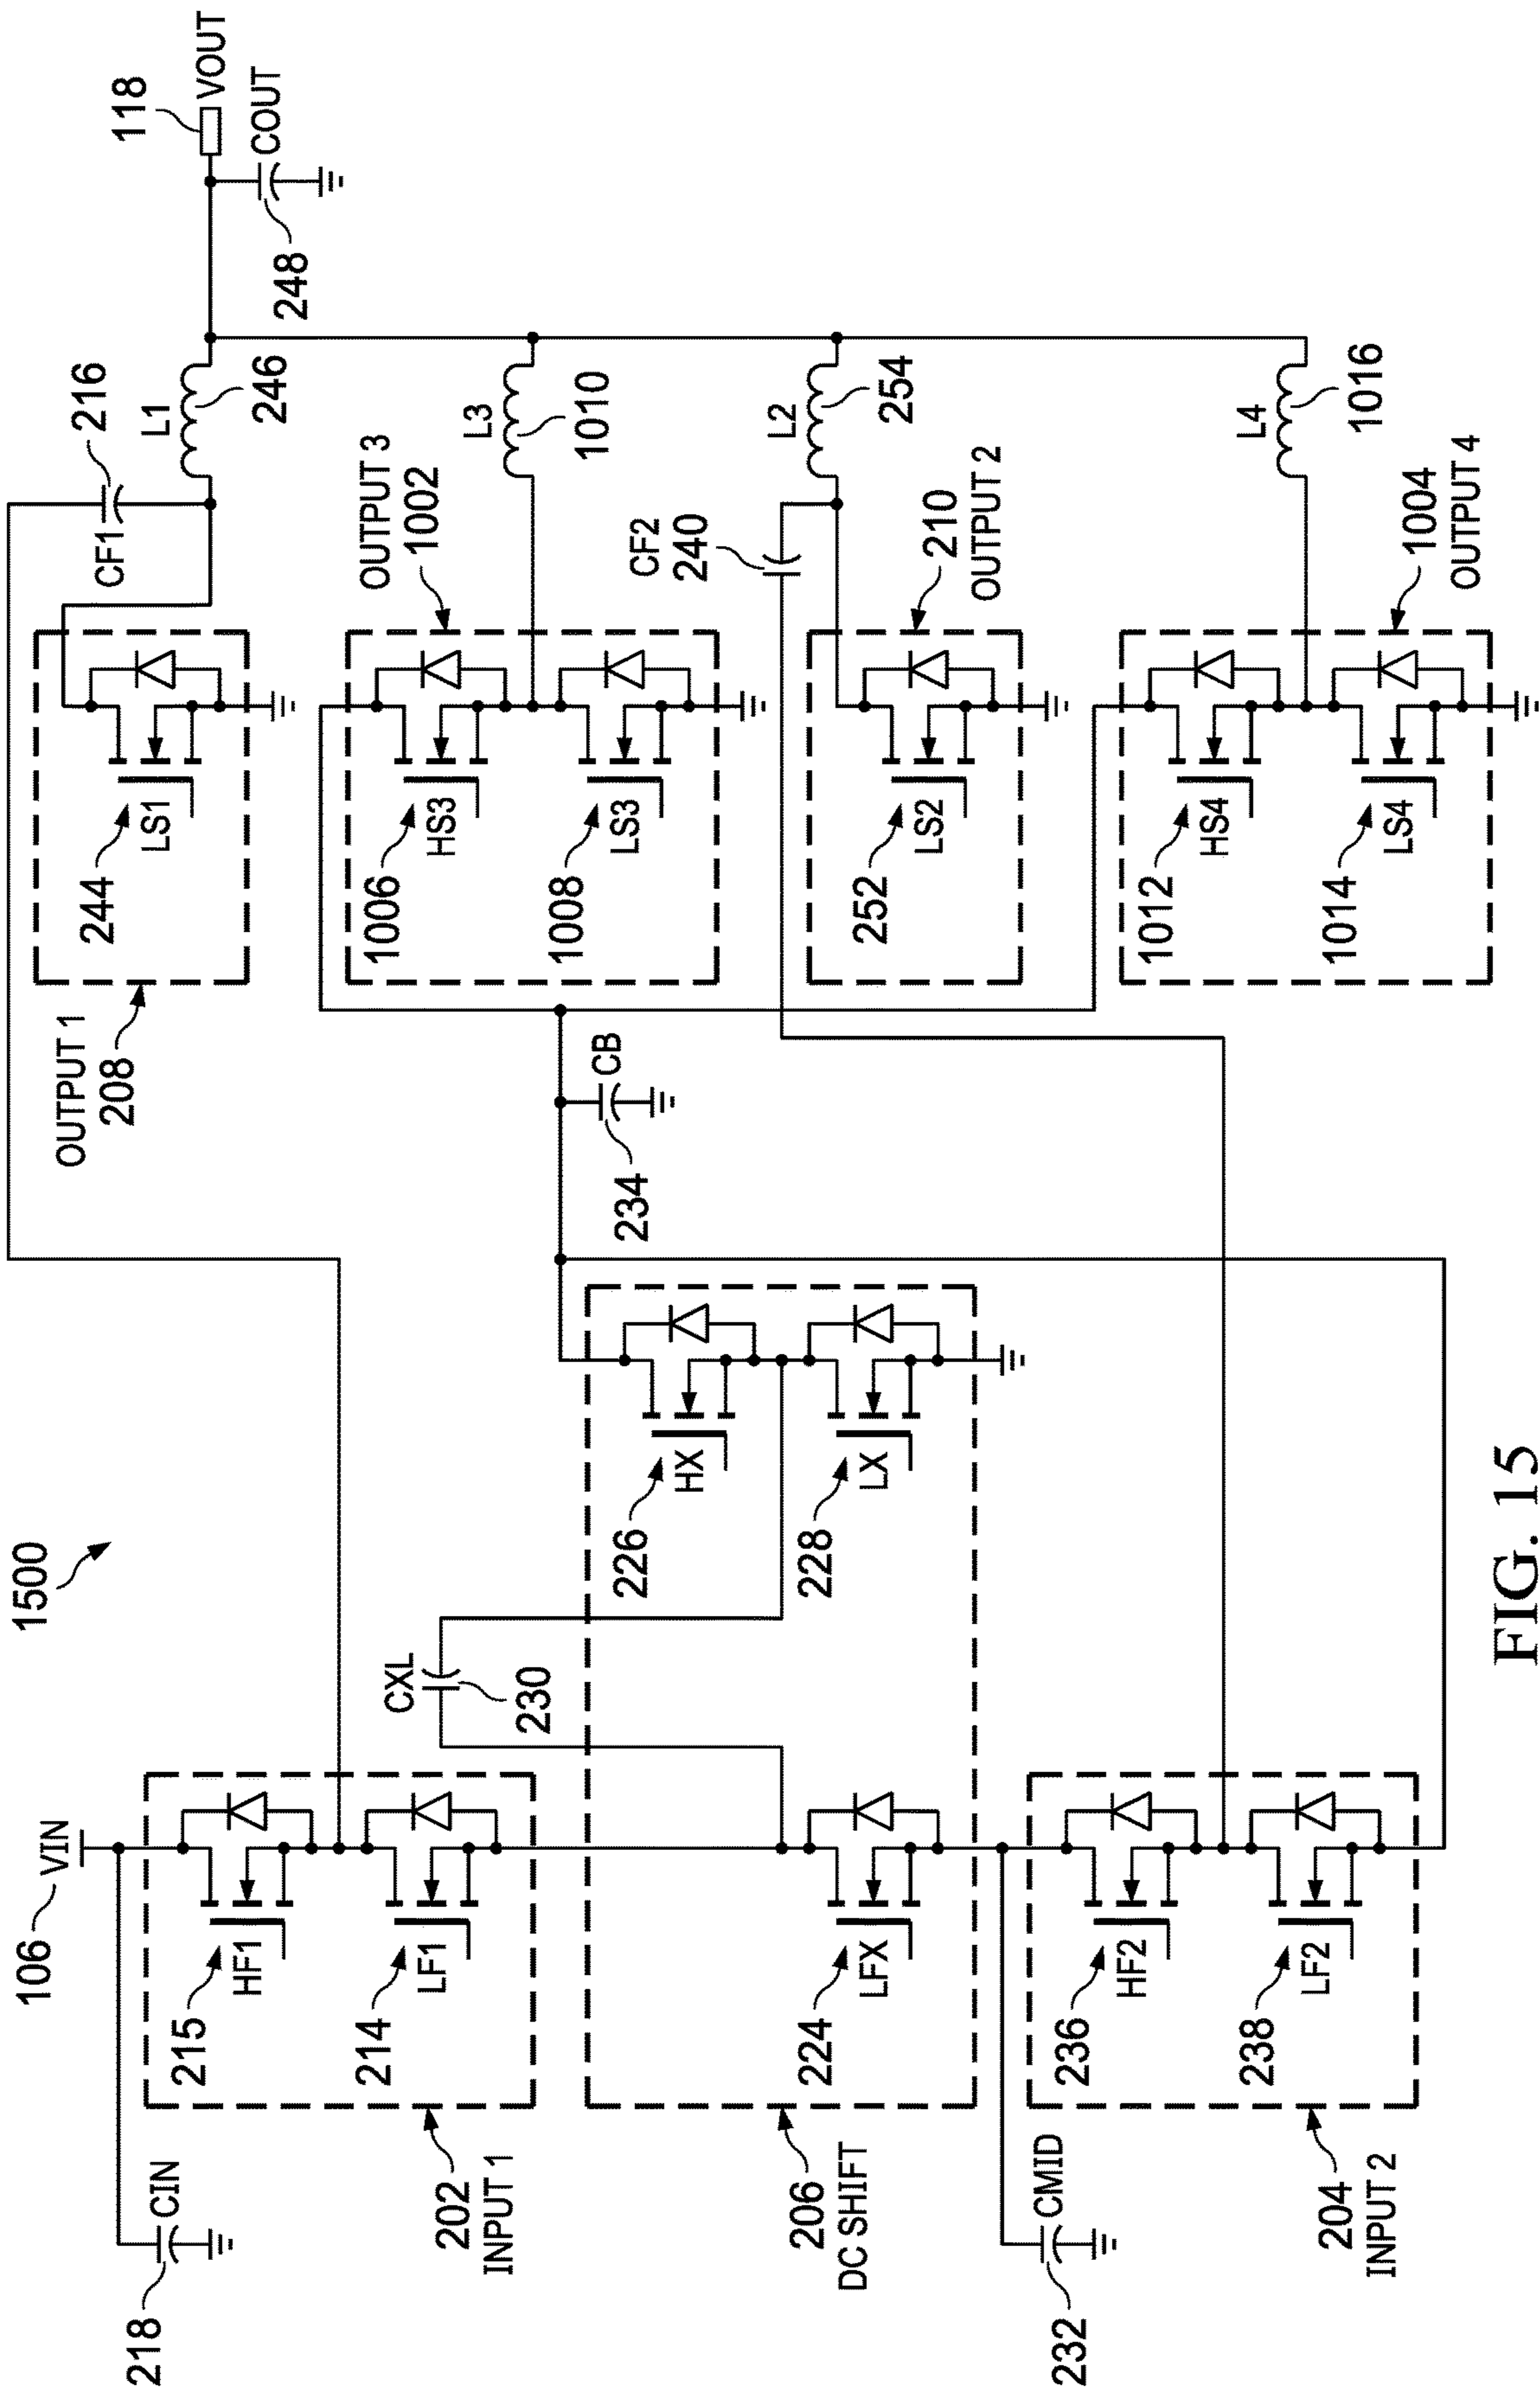 1500
106
VIN
218
CIN
215
HF1
214
LF1
202
INPUT 1
CXL
230
226
HX
228
LX
224
LFX
206
DC SHIFT
232
CMID
236
HF2
238
LF2
204
INPUT 2
234
CB
OUTPUT 1
208
244
LS1
CF1
216
L1
246
118
VOUT
COUT
248
OUTPUT 3
1002
1006
HS3
1008
LS3
L3
1010
CF2
240
L2
254
210
OUTPUT 2
252
LS2
1012
HS4
1014
LS4
L4
1016
1004
OUTPUT 4
FIG. 15